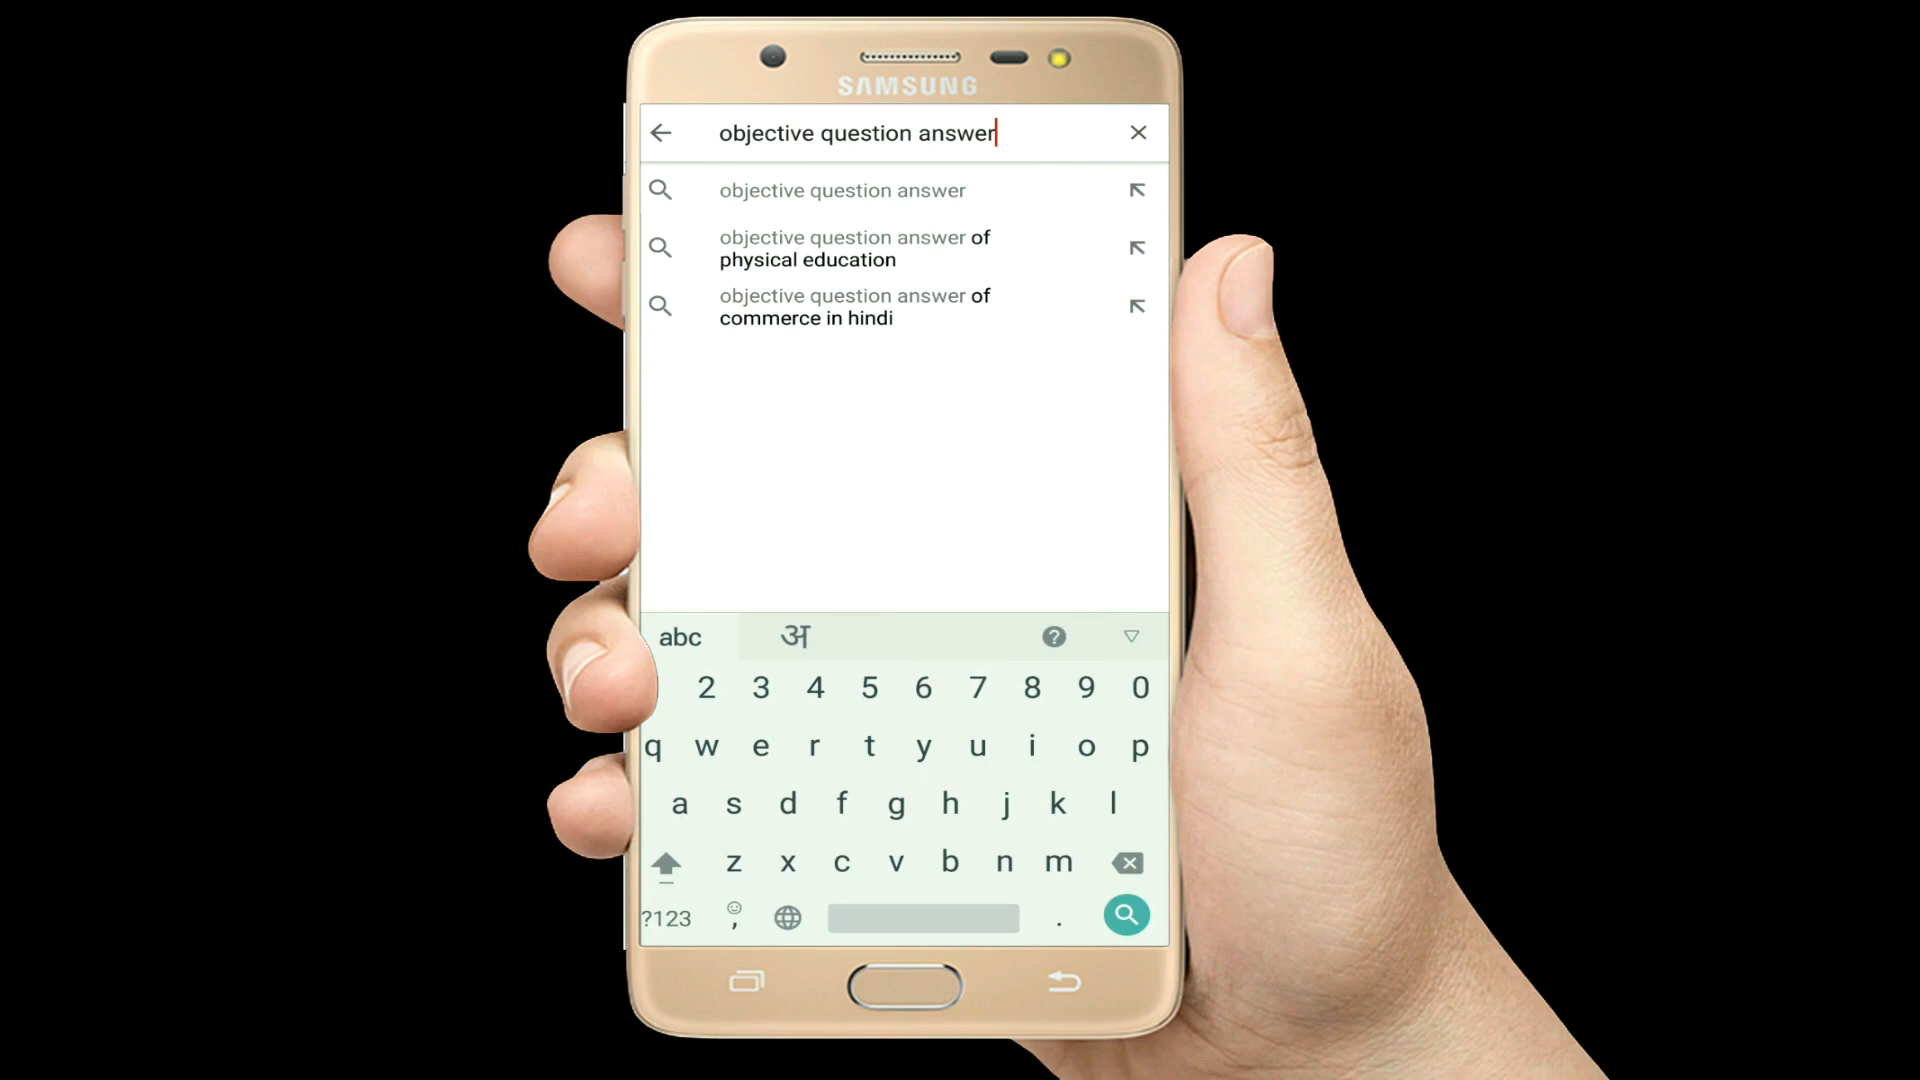 SAMSUNG
objective question answer
objective question answer
objective question answer of
physical education
objective question answer of
commerce in hindi
abc अ ?
2 3 4 5 6 7 8 9 0
q w e r t y u i o p
a s d f g h j k l
z x c v b n m
?123 , .